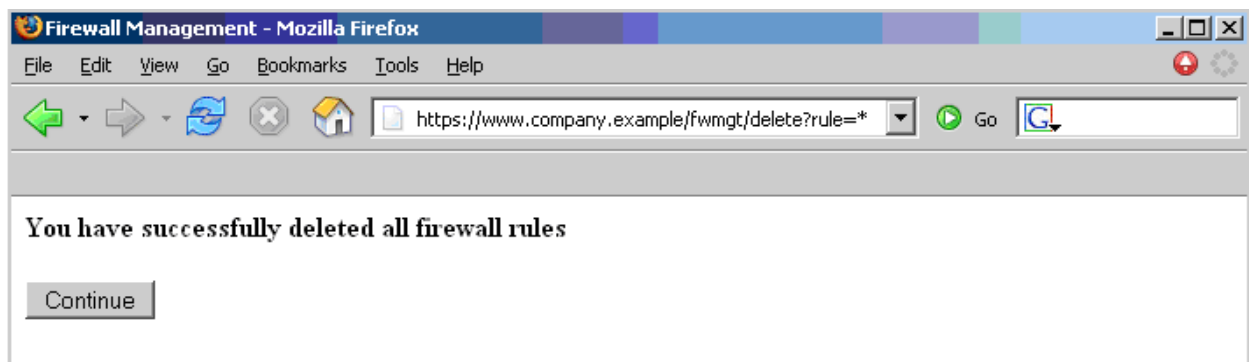 Firewall Management - Mozilla Firefox
File Edit View Go Bookmarks Tools Help
https://www.company.example/fwmgt/delete?rule=* Go G
You have successfully deleted all firewall rules
Continue